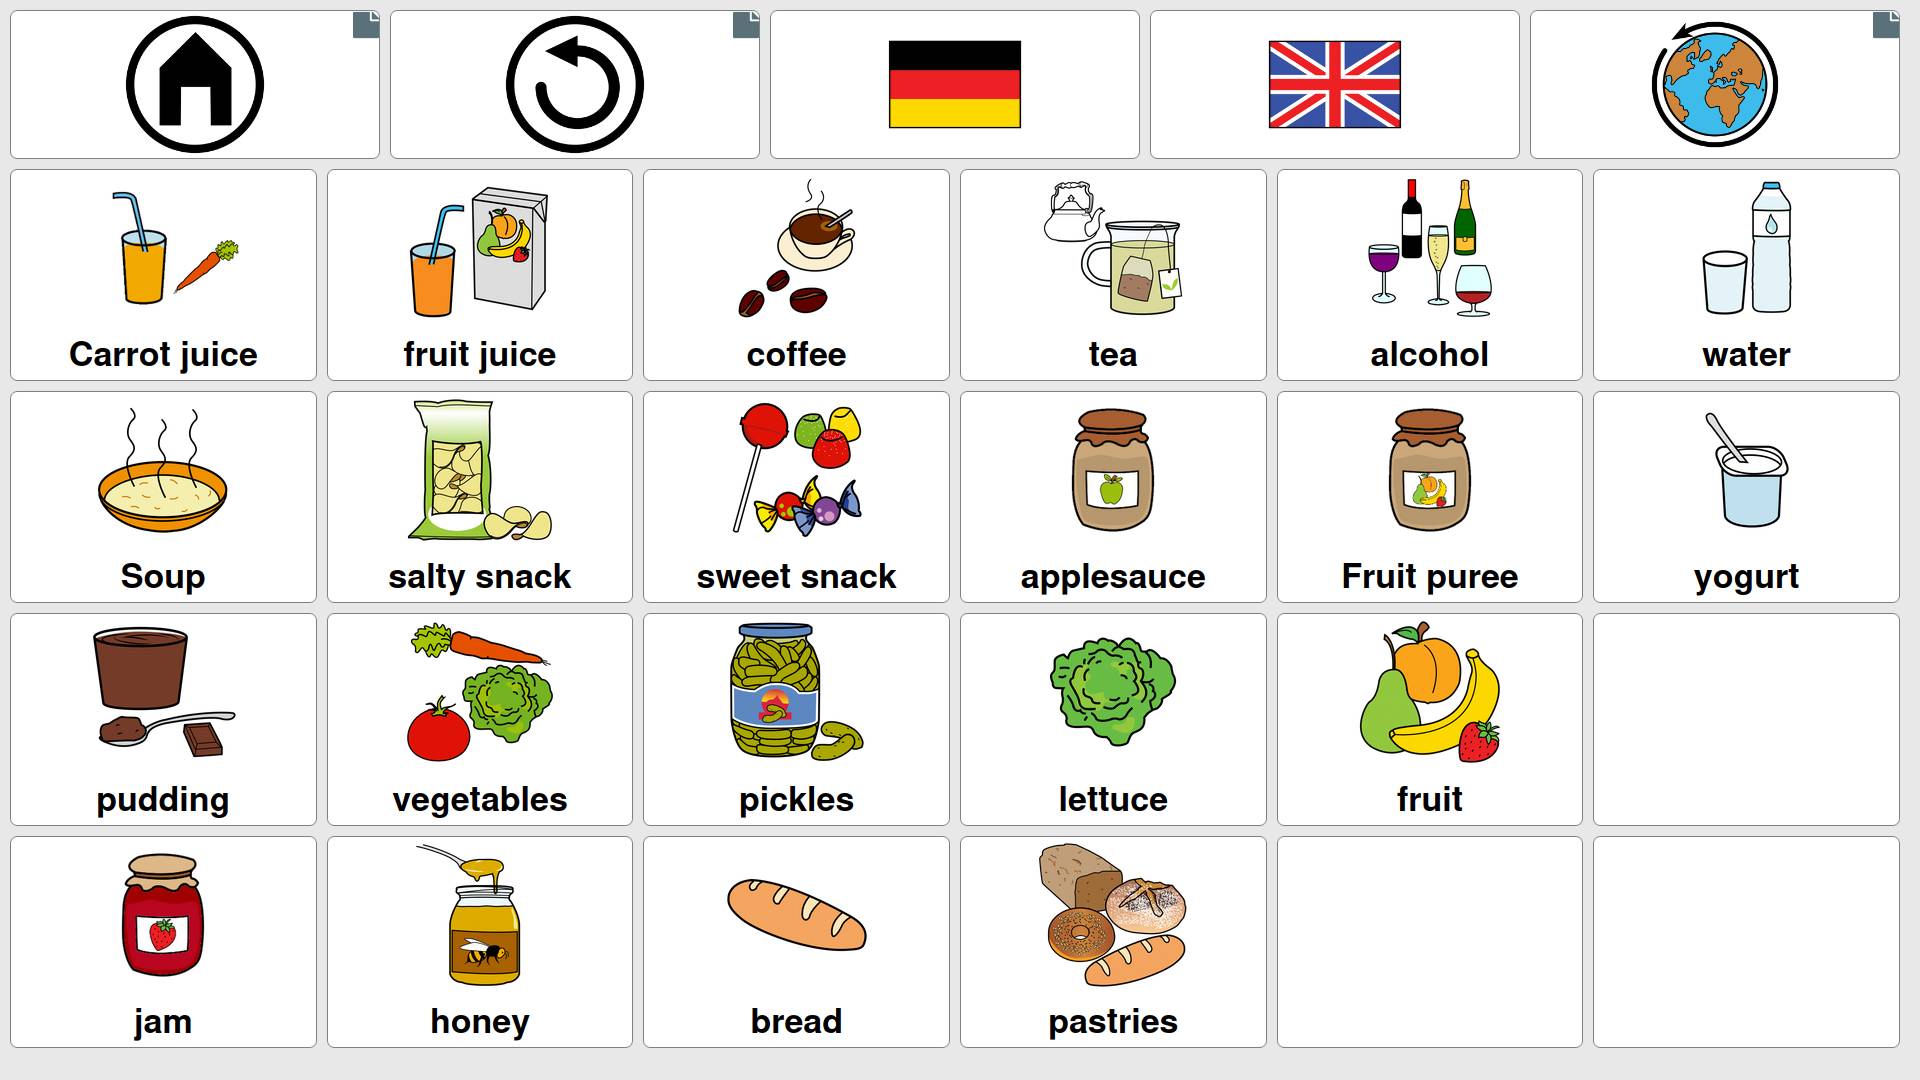 Carrot juice
fruit juice
coffee
tea
alcohol
water
Soup
salty snack
sweet snack
applesauce
Fruit puree
yogurt
pudding
vegetables
pickles
lettuce
fruit
jam
honey
bread
pastries